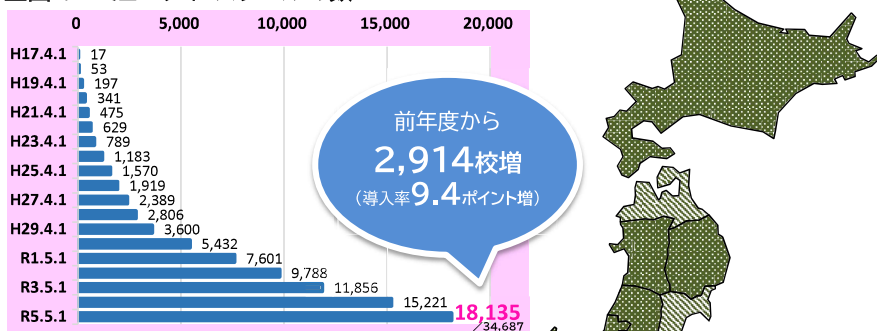 0 5,000 10,000 15,000 20,000
H17.4.1 17
53
H19.4.1 197
341
H21.4.1 475
629
H23.4.1 789
1,183
H25.4.1 1,570
1,919
H27.4.1 2,389
2,806
H29.4.1 3,600
5,432
R1.5.1 7,601
9,788
R3.5.1 11,856
15,221
R5.5.1 18,135
/34,687
前年度から
2,914校増
(導入率9.4ポイント増)